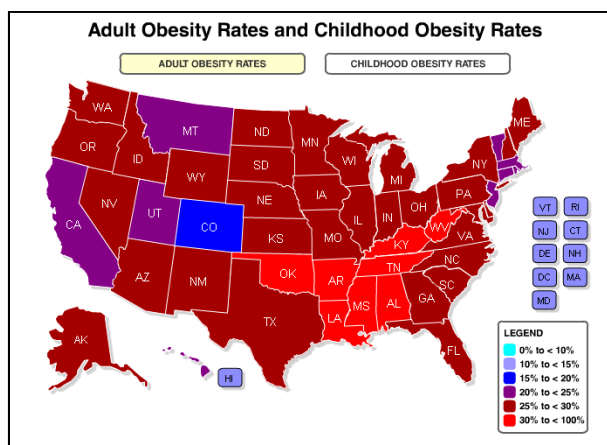 Adult Obesity Rates and Childhood Obesity Rates
ADULT OBESITY RATES CHILDHOOD OBESITY RATES
WA
MT
ND
MN
ME
OR
ID
SD
WI
NY
WY
MI
IA
PA
NE
NV
UT
CO
IL
IN
OH
CA
KS
MO
KY
WV
VA
AZ
NM
OK
AR
TN
NC
TX
LA
MS
AL
GA
SC
FL
AK
HI
VT RI
NJ CT
DE NH
DC MA
MD
LEGEND
0% to < 10%
10% to < 15%
15% to < 20%
20% to < 25%
25% to < 30%
30% to < 100%